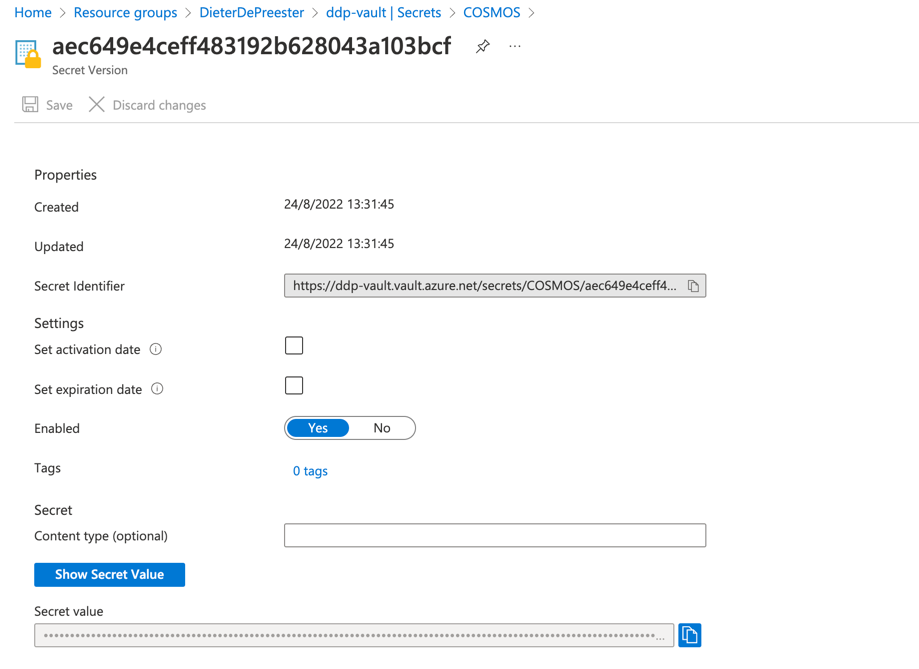 Home > Resource groups > DieterDePreester > ddp-vault | Secrets > COSMOS >
aec649e4ceff483192b628043a103bcf
Secret Version
Save Discard changes
Properties
Created 24/8/2022 13:31:45
Updated 24/8/2022 13:31:45
Secret Identifier https://ddp-vault.vault.azure.net/secrets/COSMOS/aec649e4ceff4...
Settings
Set activation date
Set expiration date
Enabled Yes No
Tags 0 tags
Secret
Content type (optional)
Show Secret Value
Secret value